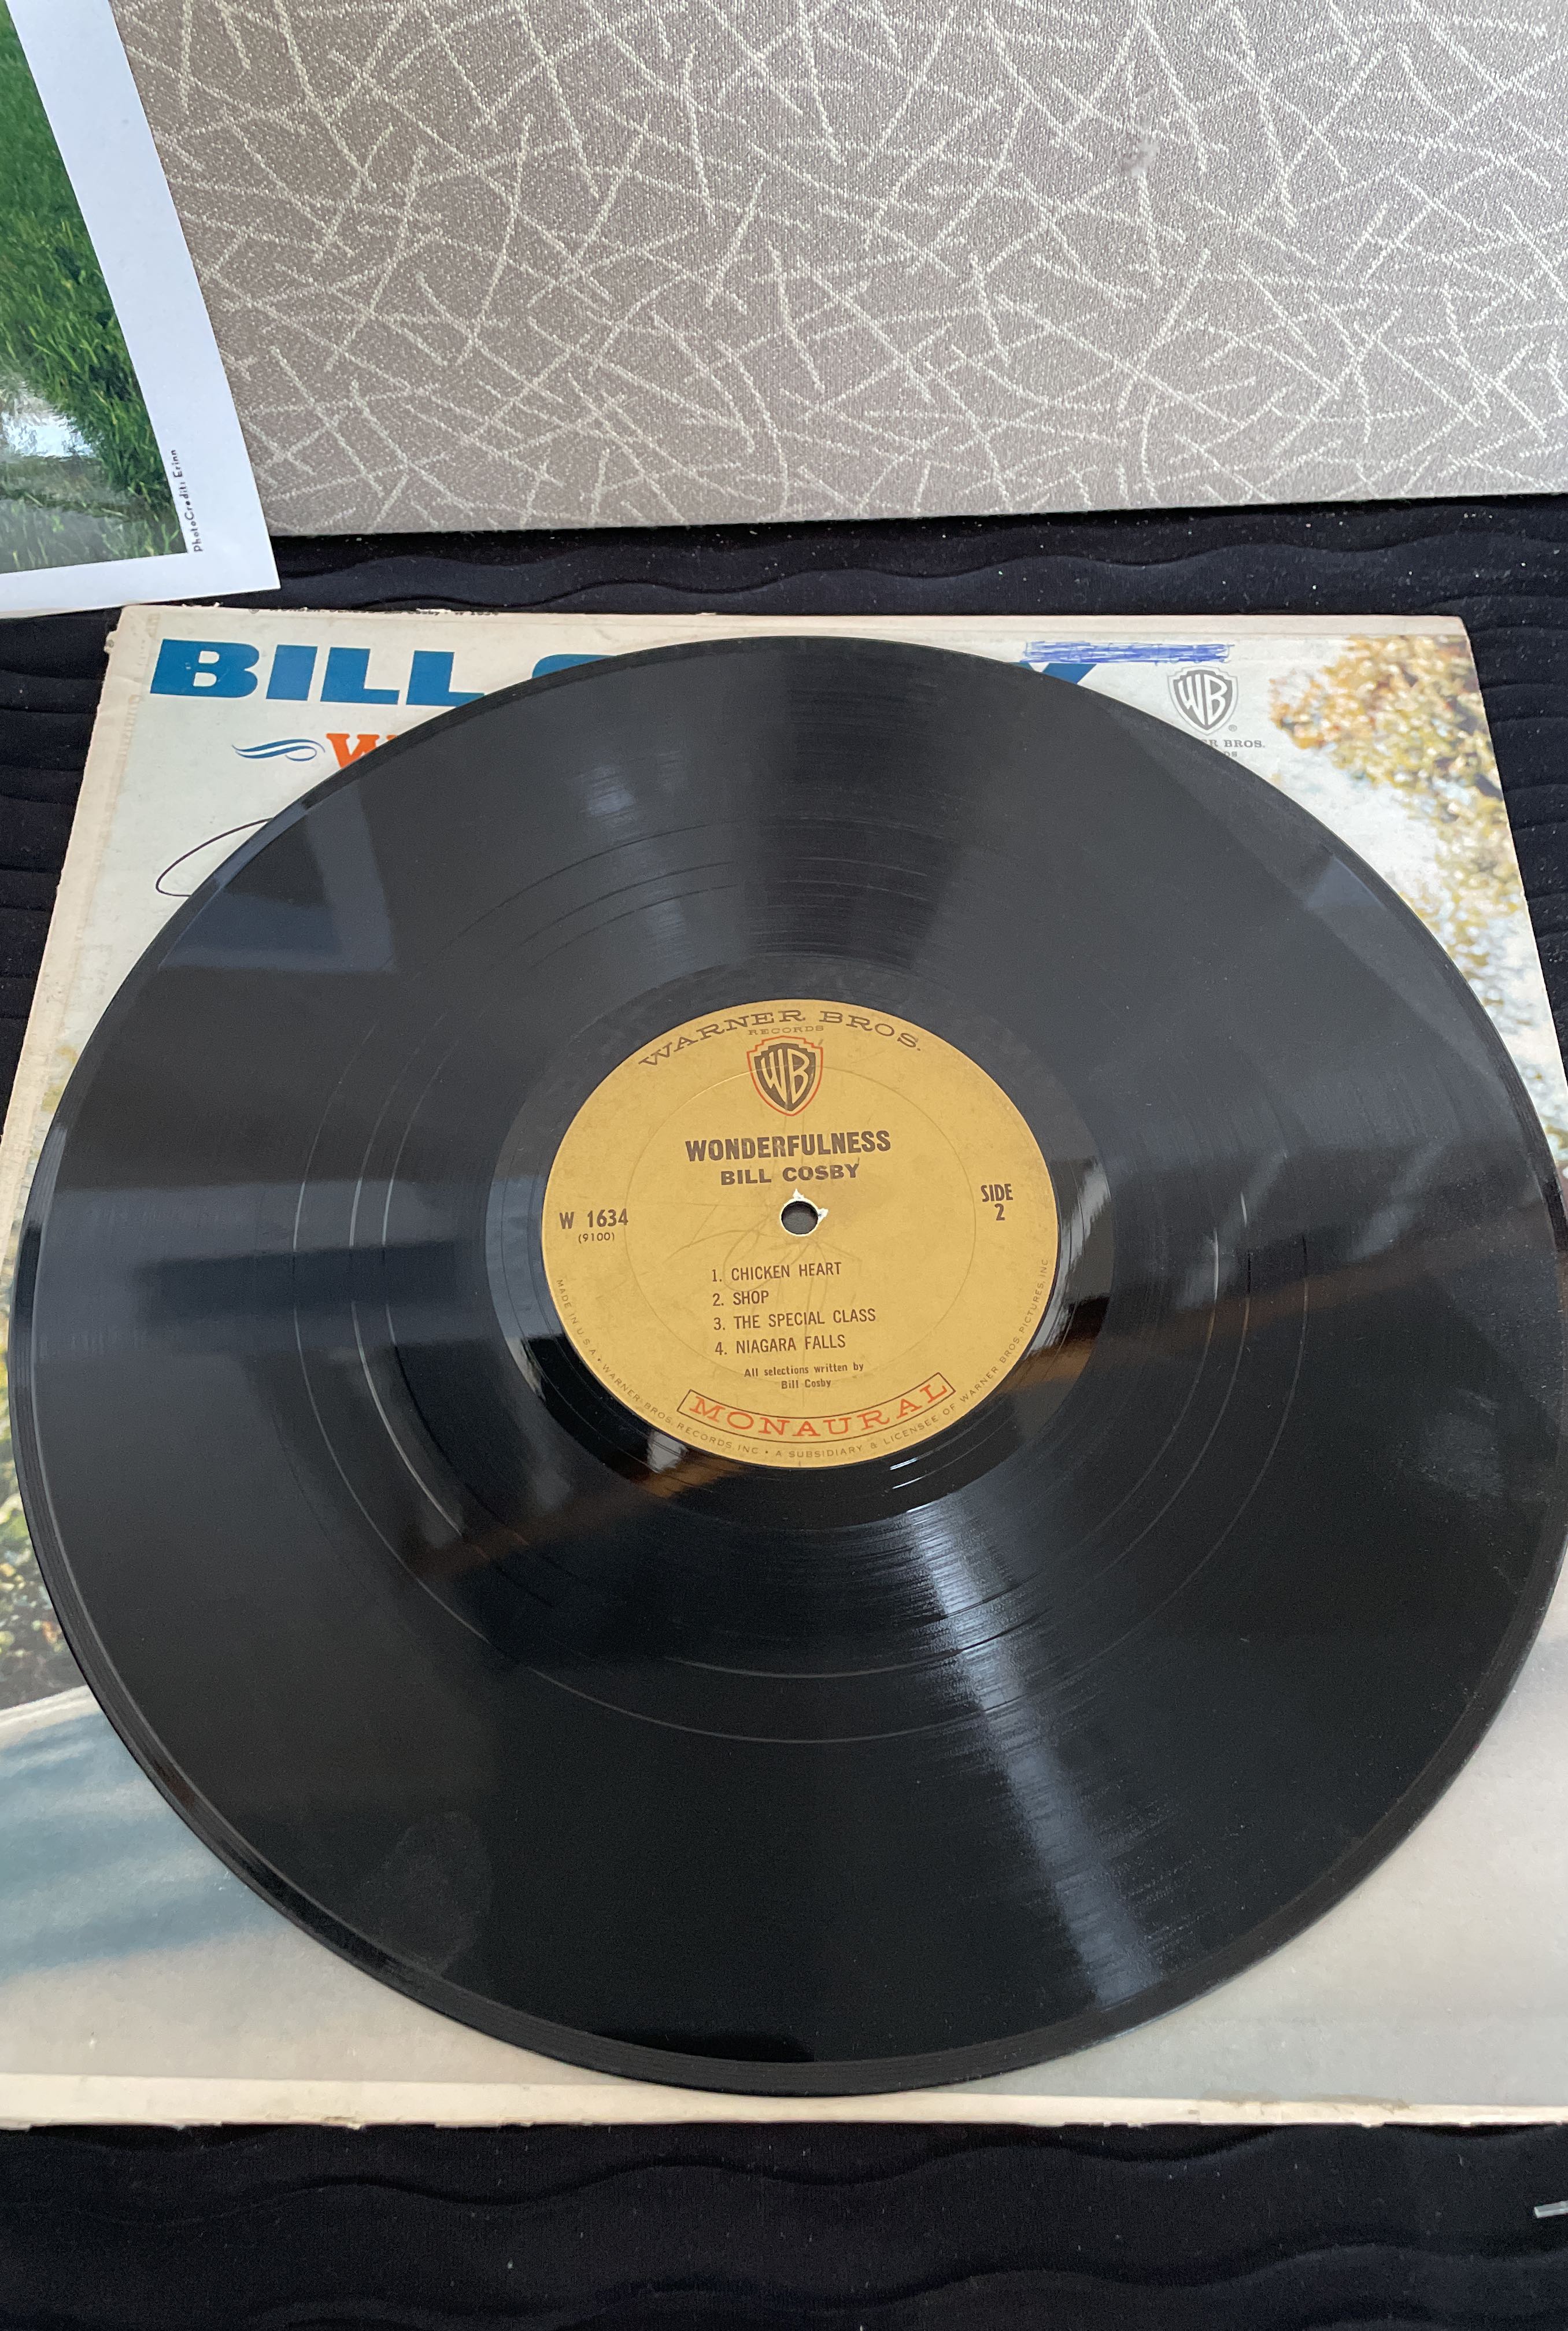 PhotoCredit: Erinn
BILL
WB
R BROS.
WARNER BROS.
RECORDS
WB
WONDERFULNESS
BILL COSBY
W 1634
(9100)
SIDE
2
1. CHICKEN HEART
2. SHOP
3. THE SPECIAL CLASS
4. NIAGARA FALLS
All selections written by
Bill Cosby
MONAURAL
MADE IN U.S.A. • WARNER BROS. RECORDS INC • A SUBSIDIARY & LICENSEE OF WARNER BROS. PICTURES, INC.